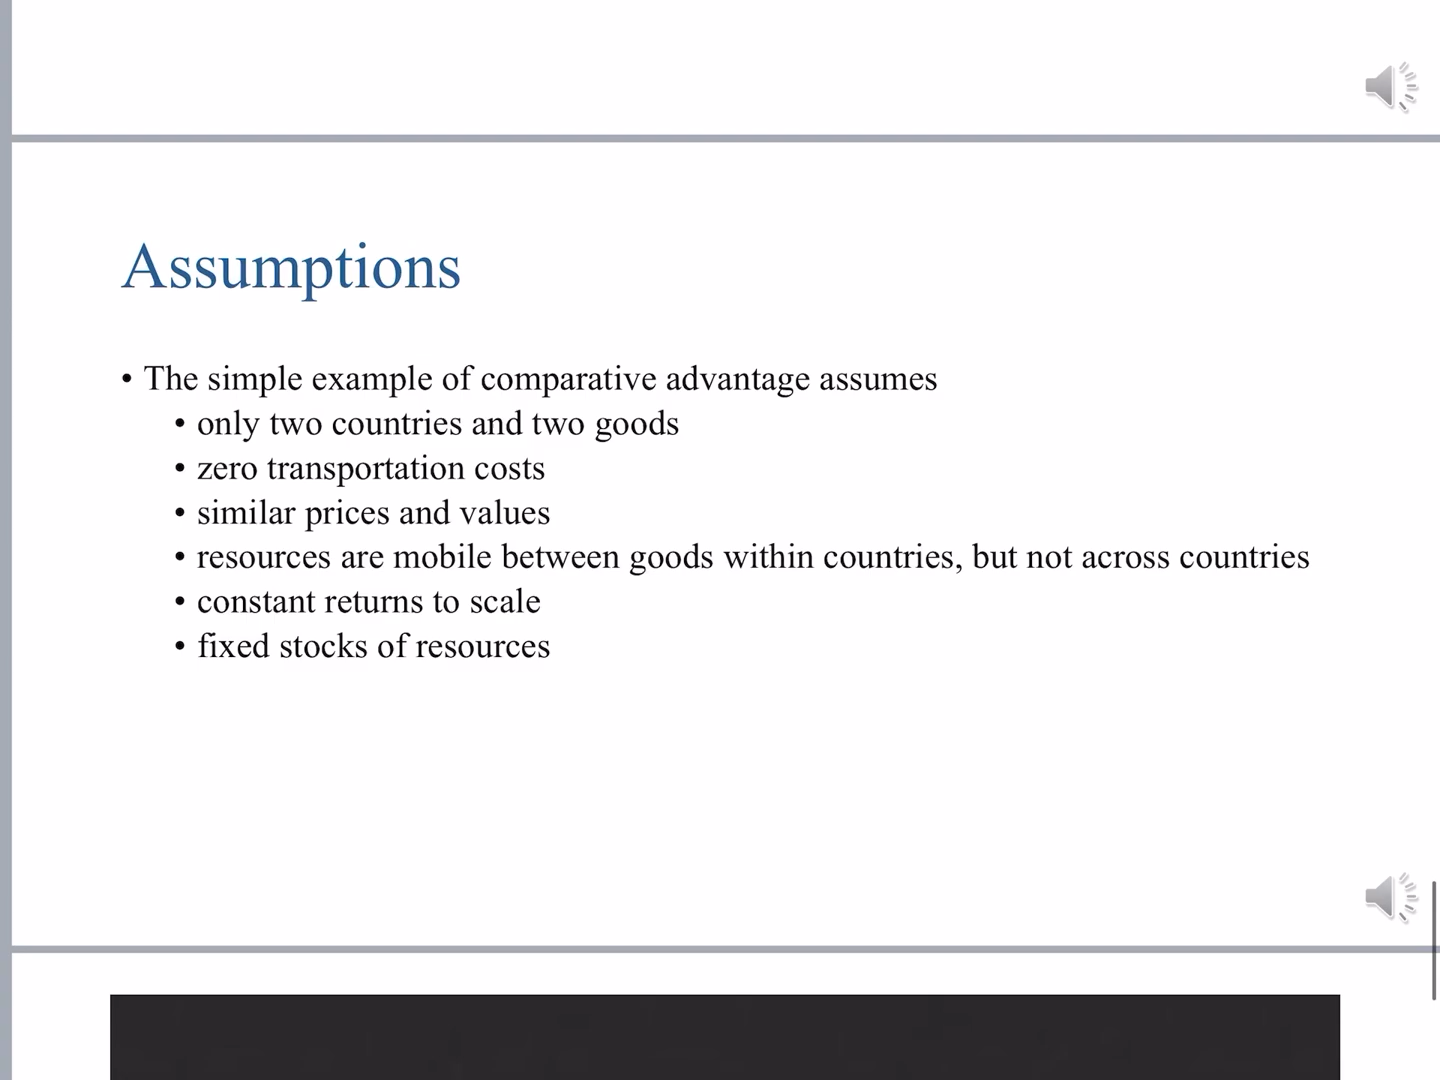 Assumptions
• The simple example of comparative advantage assumes
• only two countries and two goods
• zero transportation costs
• similar prices and values
• resources are mobile between goods within countries, but not across countries
• constant returns to scale
• fixed stocks of resources